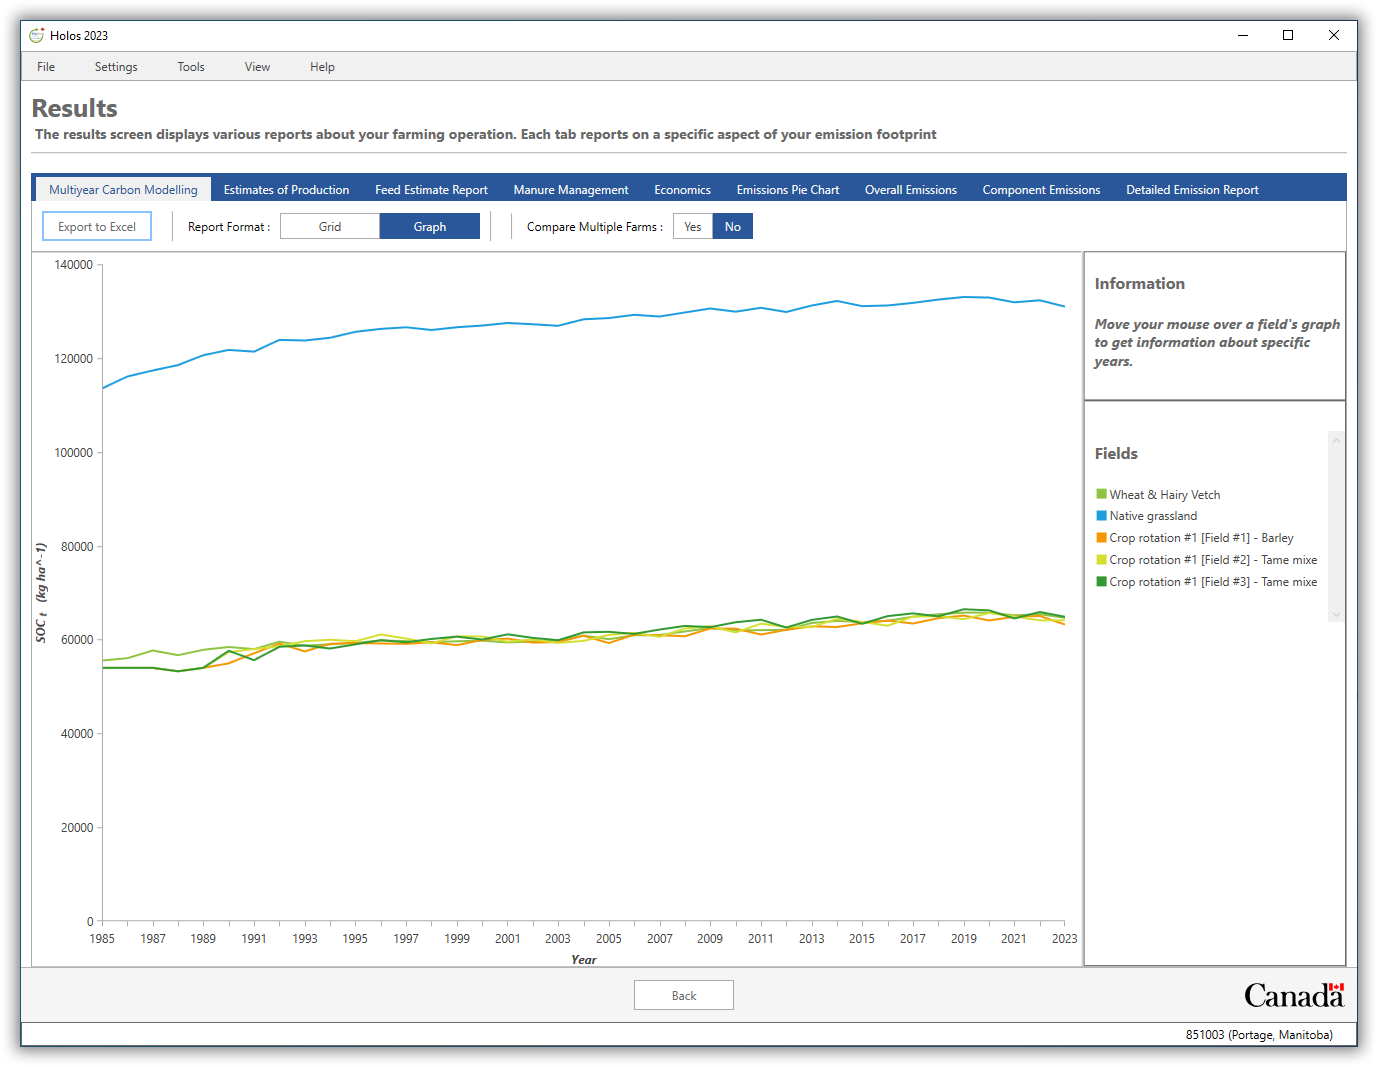 Holos 2023
File Settings Tools View Help
Results
The results screen displays various reports about your farming operation. Each tab reports on a specific aspect of your emission footprint
Multiyear Carbon Modelling Estimates of Production Feed Estimate Report Manure Management Economics Emissions Pie Chart Overall Emissions Component Emissions Detailed Emission Report
Export to Excel Report Format : Grid Graph Compare Multiple Farms : Yes No
140000
120000
100000
80000
60000
40000
20000
0
SOC t (kg ha^-1)
1985 1987 1989 1991 1993 1995 1997 1999 2001 2003 2005 2007 2009 2011 2013 2015 2017 2019 2021 2023
Year
Information
Move your mouse over a field's graph
to get information about specific
years.
Fields
Wheat & Hairy Vetch
Native grassland
Crop rotation #1 [Field #1] - Barley
Crop rotation #1 [Field #2] - Tame mixe
Crop rotation #1 [Field #3] - Tame mixe
Back
Canada
851003 (Portage, Manitoba)